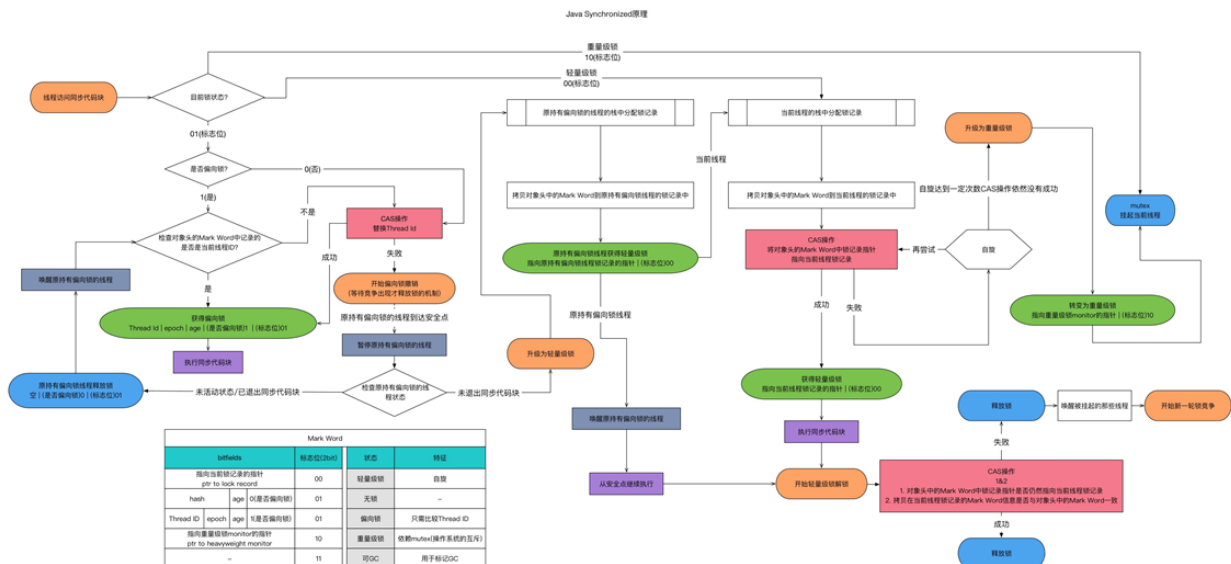 Java Synchronized原理
重量级锁
10(标志位)
轻量级锁
00(标志位)
线程访问同步代码块
目前锁状态?
01(标志位)
是否偏向锁?
0(否)
1(是)
检查对象头的Mark Word中记录的
是否是当前线程ID?
不是
是
CAS操作
替换Thread Id
成功
失败
唤醒原持有偏向锁的线程
获得偏向锁
Thread Id | epoch | age | (是否偏向锁)1 | (标志位)01
执行同步代码块
开始偏向锁撤销
(等待竞争出现才释放锁的机制)
原持有偏向锁的线程到达安全点
暂停原持有偏向锁的线程
检查原持有偏向锁的线
程状态
未活动状态/已退出同步代码块
原持有偏向锁线程释放锁
空 | (是否偏向锁)0 | (标志位)01
未退出同步代码块
升级为轻量级锁
原持有偏向锁的线程的栈中分配锁记录
拷贝对象头中的Mark Word到原持有偏向锁线程的锁记录中
原持有偏向锁线程获得轻量级锁
指向原持有偏向锁线程锁记录的指针 | (标志位)00
当前线程
原持有偏向锁线程
唤醒原持有偏向锁的线程
从安全点继续执行
当前线程的栈中分配锁记录
拷贝对象头中的Mark Word到当前线程的锁记录中
CAS操作
将对象头的Mark Word中锁记录指针
指向当前线程锁记录
再尝试
自旋
成功
失败
自旋达到一定次数CAS操作依然没有成功
升级为重量级锁
mutex
挂起当前线程
转变为重量级锁
指向重量级锁monitor的指针 | (标志位)10
获得轻量级锁
指向当前线程锁记录的指针 | (标志位)00
执行同步代码块
开始轻量级锁解锁
CAS操作
1&2
1. 对象头中的Mark Word中锁记录指针是否仍然指向当前线程锁记录
2. 拷贝在当前线程锁记录的Mark Word信息是否与对象头中的Mark Word一致
失败
释放锁
唤醒被挂起的那些线程
开始新一轮锁竞争
成功
释放锁
Mark Word
bitfields 标志位(2bit) 状态 特征
指向当前锁记录的指针
ptr to lock record 00 轻量级锁 自旋
hash age 0(是否偏向锁) 01 无锁 –
Thread ID epoch age 1(是否偏向锁) 01 偏向锁 只需比较Thread ID
指向重量级锁monitor的指针
ptr to heavyweight monitor 10 重量级锁 依赖mutex(操作系统的互斥)
– 11 可GC 用于标记GC